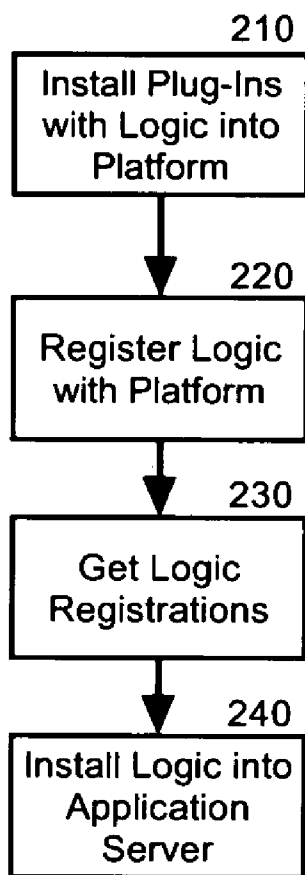 210
Install Plug-Ins
with Logic into
Platform
220
Register Logic
with Platform
230
Get Logic
Registrations
240
Install Logic into
Application
Server